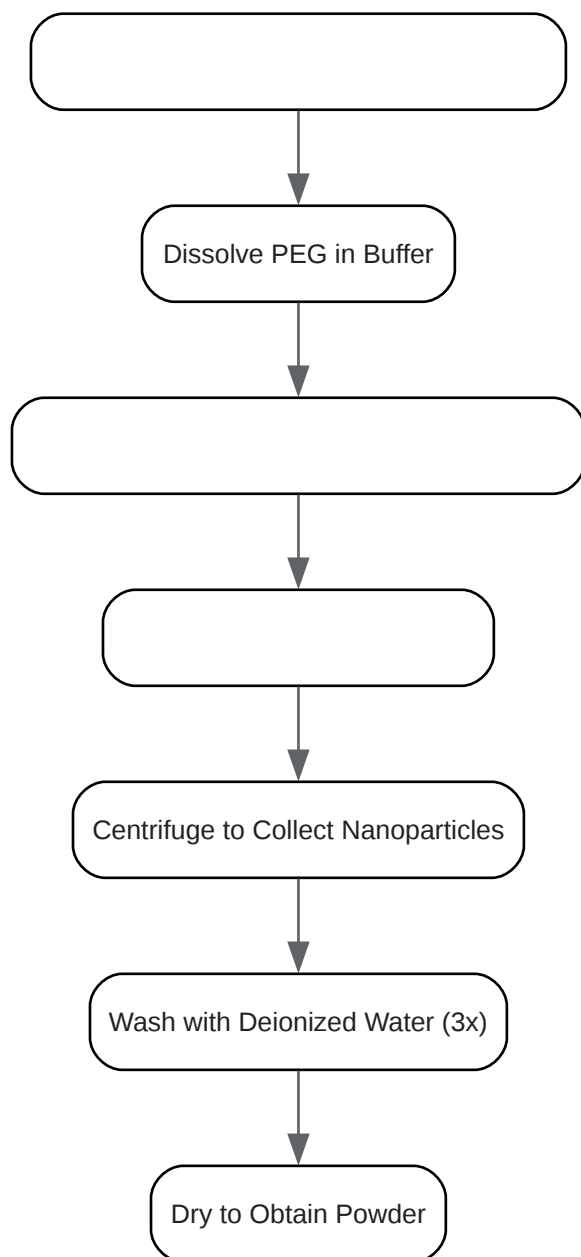 Dissolve PEG in Buffer
Centrifuge to Collect Nanoparticles
Wash with Deionized Water (3x)
Dry to Obtain Powder